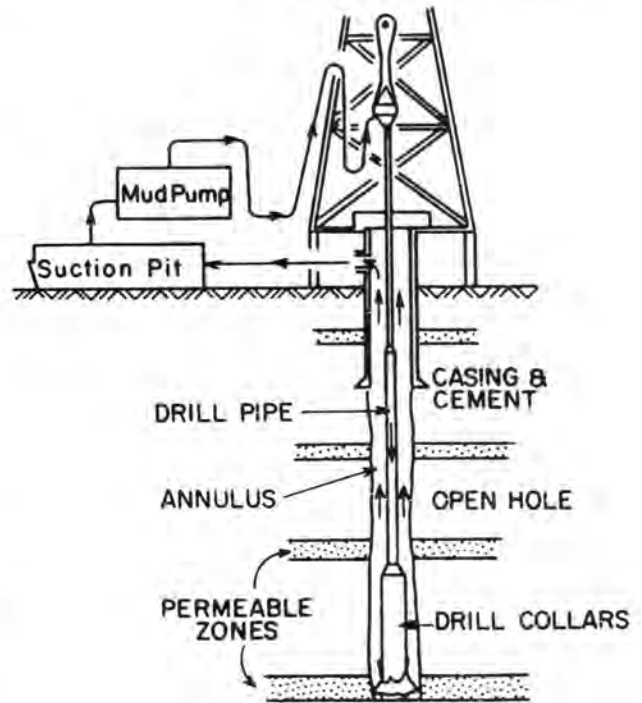 Mud Pump
Suction Pit
CASING &
CEMENT
DRILL PIPE
ANNULUS
OPEN HOLE
PERMEABLE
ZONES
DRILL COLLARS